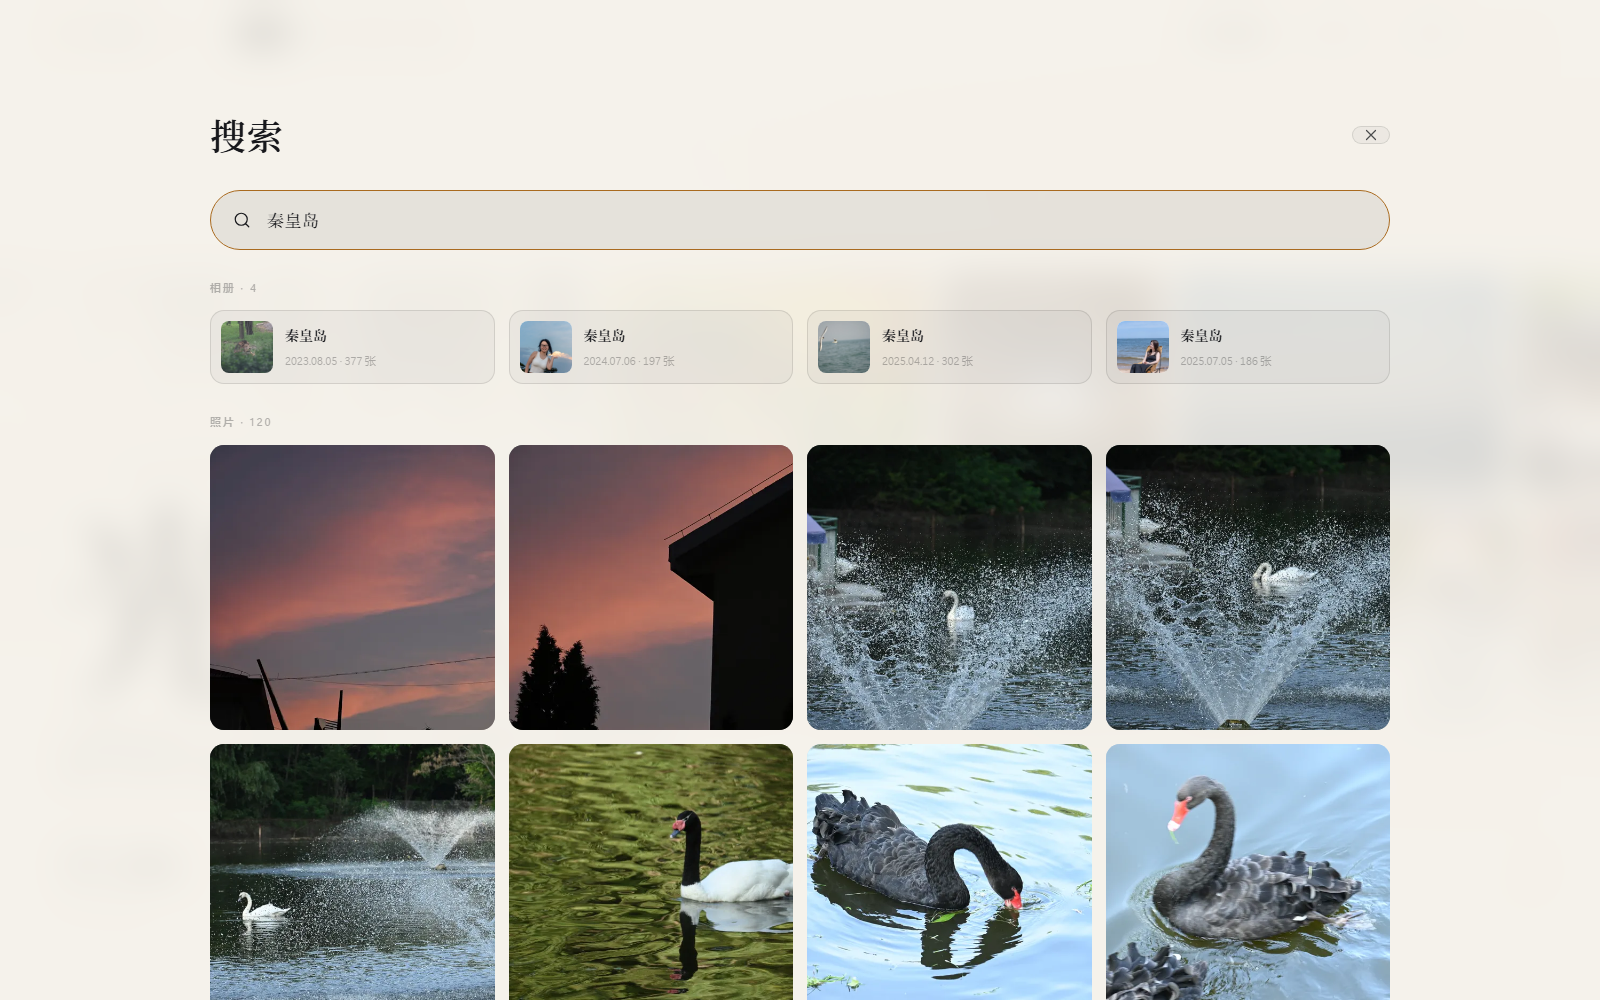 搜索
秦皇岛
相册 · 4
秦皇岛
2023.08.05 · 377 张
秦皇岛
2024.07.06 · 197 张
秦皇岛
2025.04.12 · 302 张
秦皇岛
2025.07.05 · 186 张
照片 · 120